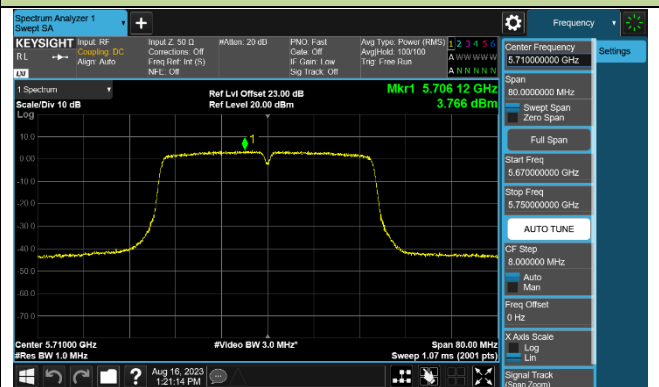 Spectrum Analyzer 1
Swept SA
Frequency
KEYSIGHT
RL
LXI
Input: RF
Coupling: DC
Align: Auto
Input Z: 50 Ω
Corrections: Off
Freq Ref: Int (S)
NFE: Off
#Atten: 20 dB
PNO: Fast
Gate: Off
IF Gain: Low
Sig Track: Off
Avg Type: Power (RMS)
Avg|Hold: 100/100
Trig: Free Run
1 2 3 4 5 6
A W W W W W
A N N N N N
1 Spectrum
Scale/Div 10 dB
Log
Ref Lvl Offset 23.00 dB
Ref Level 20.00 dBm
Mkr1 5.706 12 GHz
3.766 dBm
1
10.0
0.00
-10.0
-20.0
-30.0
-40.0
-50.0
-60.0
-70.0
Center 5.71000 GHz
#Res BW 1.0 MHz
#Video BW 3.0 MHz*
Span 80.00 MHz
Sweep 1.07 ms (2001 pts)
Center Frequency
5.710000000 GHz
Settings
Span
80.0000000 MHz
Swept Span
Zero Span
Full Span
Start Freq
5.670000000 GHz
Stop Freq
5.750000000 GHz
AUTO TUNE
CF Step
8.000000 MHz
Auto
Man
Freq Offset
0 Hz
X Axis Scale
Log
Lin
Signal Track
(Span Zoom)
?
Aug 16, 2023
1:21:14 PM